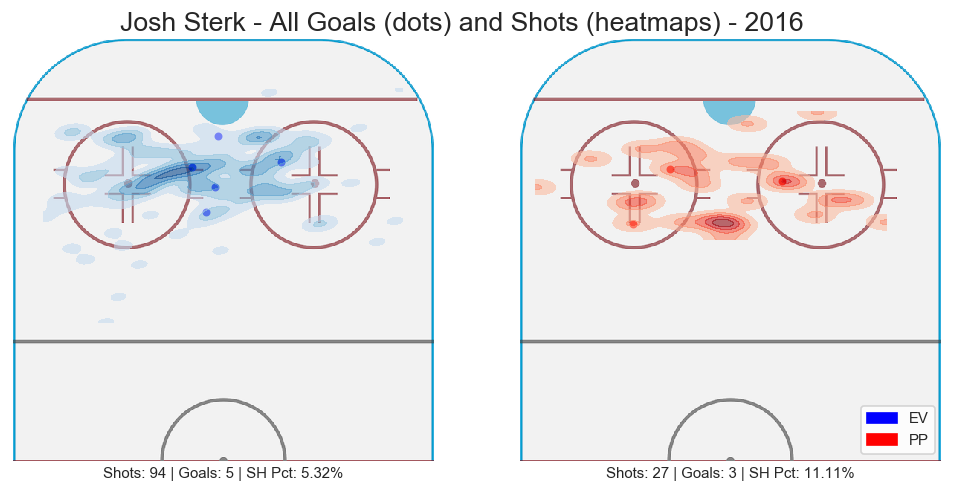 Josh Sterk - All Goals (dots) and Shots (heatmaps) - 2016
EV
PP
Shots: 94 | Goals: 5 | SH Pct: 5.32%
Shots: 27 | Goals: 3 | SH Pct: 11.11%